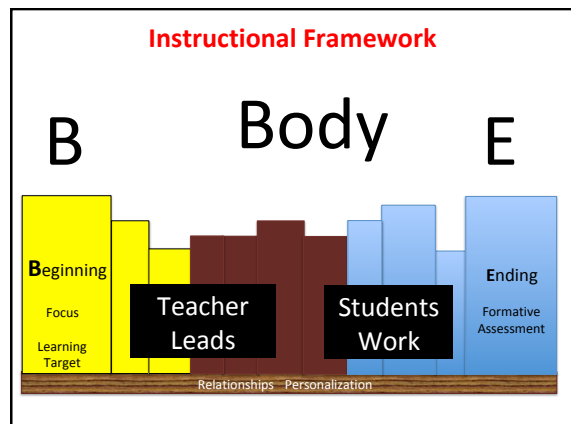 Instructional Framework
B
Body
E
Beginning
Focus
Learning
Target
Teacher
Leads
Students
Work
Ending
Formative
Assessment
Relationships Personalization